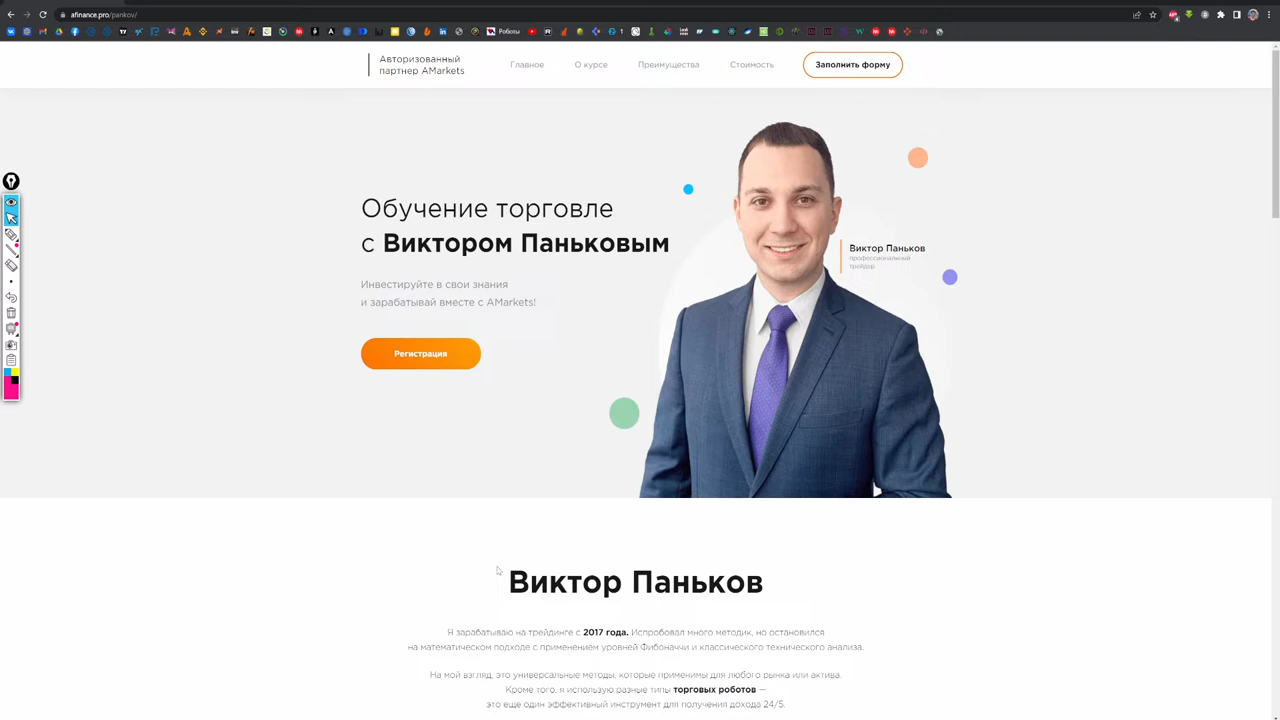 afinance.pro/pankov/
Роботы
Авторизованный
партнер AMarkets
Главное
О курсе
Преимущества
Стоимость
Заполнить форму
Обучение торговле
с Виктором Паньковым
Инвестируйте в свои знания
и зарабатывай вместе с AMarkets!
Регистрация
Виктор Паньков
профессиональный
трейдер
Виктор Паньков
Я зарабатываю на трейдинге с 2017 года. Испробовал много методик, но остановился
на математическом подходе с применением уровней Фибоначчи и классического технического анализа.
На мой взгляд, это универсальные методы, которые применимы для любого рынка или актива.
Кроме того, я использую разные типы торговых роботов —
это еще один эффективный инструмент для получения дохода 24/5.